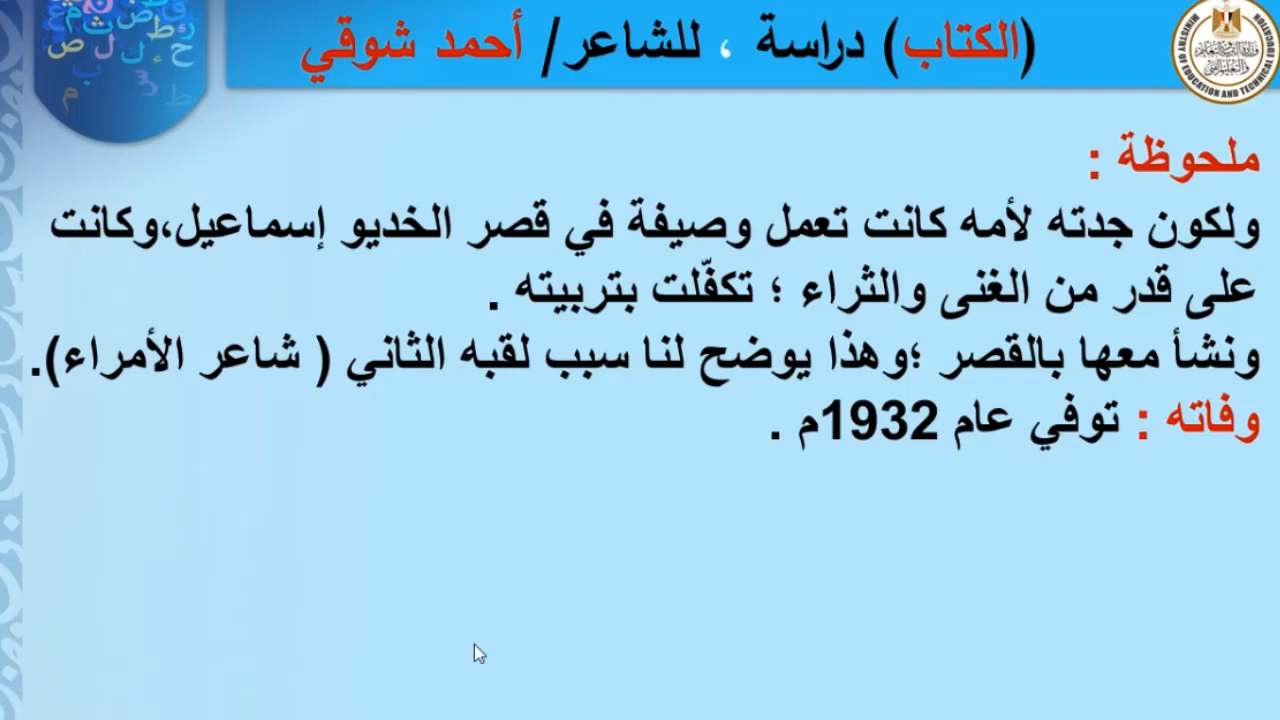 (الكتاب) دراسة ، للشاعر/ أحمد شوقي
ملحوظة :
ولكون جدته لأمه كانت تعمل وصيفة في قصر الخديو إسماعيل،وكانت
على قدر من الغنى والثراء ؛ تكفّلت بتربيته .
ونشأ معها بالقصر ؛وهذا يوضح لنا سبب لقبه الثاني ( شاعر الأمراء).
وفاته : توفي عام 1932م .